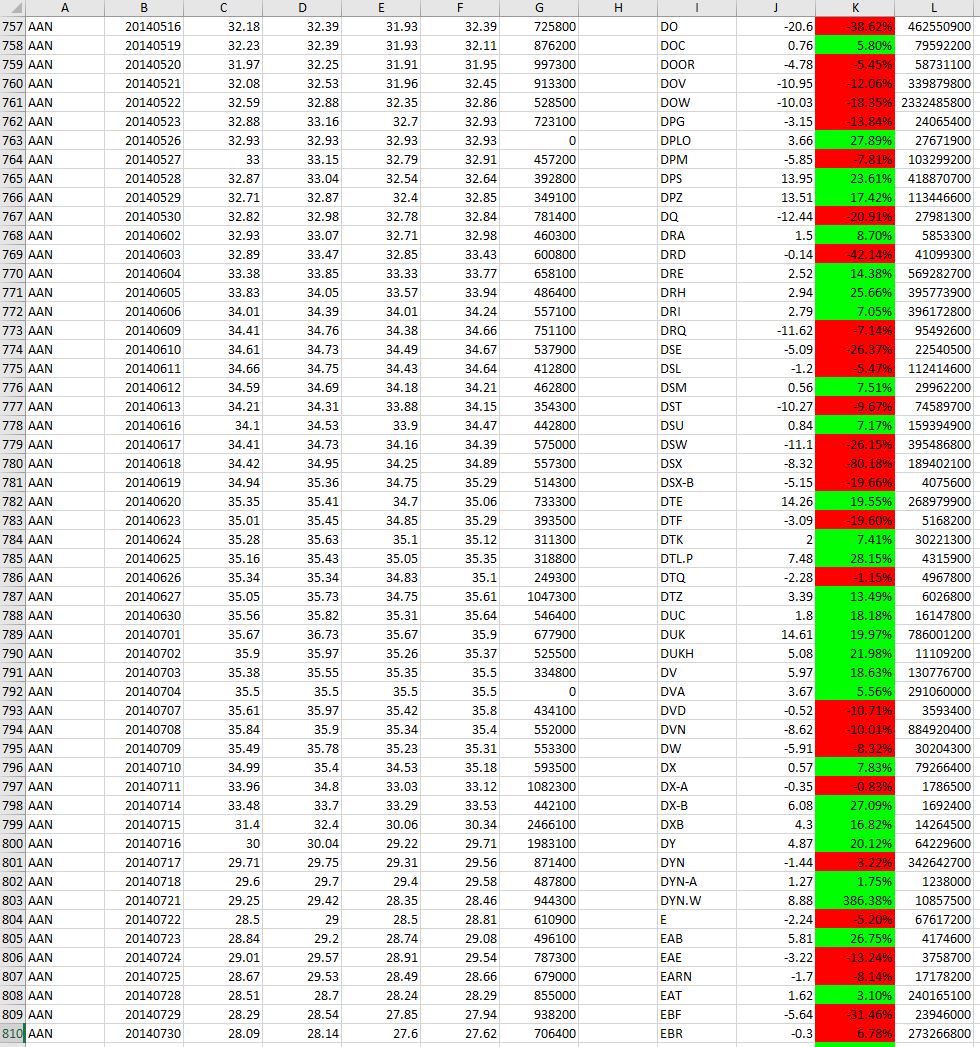 A B C D E F G H I J K L
757 AAN 20140516 32.18 32.39 31.93 32.39 725800 DO -20.6 -38.62% 462550900
758 AAN 20140519 32.23 32.39 31.93 32.11 876200 DOC 0.76 5.80% 79592200
759 AAN 20140520 31.97 32.25 31.91 31.95 997300 DOOR -4.78 -5.45% 58731100
760 AAN 20140521 32.08 32.53 31.96 32.45 913300 DOV -10.95 -12.06% 339879800
761 AAN 20140522 32.59 32.88 32.35 32.86 528500 DOW -10.03 -18.35% 2332485800
762 AAN 20140523 32.88 33.16 32.7 32.93 723100 DPG -3.15 -13.84% 24065400
763 AAN 20140526 32.93 32.93 32.93 32.93 0 DPLO 3.66 27.89% 27671900
764 AAN 20140527 33 33.15 32.79 32.91 457200 DPM -5.85 -7.81% 103299200
765 AAN 20140528 32.87 33.04 32.54 32.64 392800 DPS 13.95 23.61% 418870700
766 AAN 20140529 32.71 32.87 32.4 32.85 349100 DPZ 13.51 17.42% 113446600
767 AAN 20140530 32.82 32.98 32.78 32.84 781400 DQ -12.44 -20.91% 27981300
768 AAN 20140602 32.93 33.07 32.71 32.98 460300 DRA 1.5 8.70% 5853300
769 AAN 20140603 32.89 33.47 32.85 33.43 600800 DRD -0.14 -42.14% 41099300
770 AAN 20140604 33.38 33.85 33.33 33.77 658100 DRE 2.52 14.38% 569282700
771 AAN 20140605 33.83 34.05 33.57 33.94 486400 DRH 2.94 25.66% 395773900
772 AAN 20140606 34.01 34.39 34.01 34.24 557100 DRI 2.79 7.05% 396172800
773 AAN 20140609 34.41 34.76 34.38 34.66 751100 DRQ -11.62 -7.14% 95492600
774 AAN 20140610 34.61 34.73 34.49 34.67 537900 DSE -5.09 -26.37% 22540500
775 AAN 20140611 34.66 34.75 34.43 34.64 412800 DSL -1.2 -5.47% 112414600
776 AAN 20140612 34.59 34.69 34.18 34.21 462800 DSM 0.56 7.51% 29962200
777 AAN 20140613 34.21 34.31 33.88 34.15 354300 DST -10.27 -9.67% 74589700
778 AAN 20140616 34.1 34.53 33.9 34.47 442800 DSU 0.84 7.17% 159394900
779 AAN 20140617 34.41 34.73 34.16 34.39 575000 DSW -11.1 -26.15% 395486800
780 AAN 20140618 34.42 34.95 34.25 34.89 557300 DSX -8.32 -80.18% 189402100
781 AAN 20140619 34.94 35.36 34.75 35.29 514300 DSX-B -5.15 -19.66% 4075600
782 AAN 20140620 35.35 35.41 34.7 35.06 733300 DTE 14.26 19.55% 268979900
783 AAN 20140623 35.01 35.45 34.85 35.29 393500 DTF -3.09 -19.60% 5168200
784 AAN 20140624 35.28 35.63 35.1 35.12 311300 DTK 2 7.41% 30221300
785 AAN 20140625 35.16 35.43 35.05 35.35 318800 DTL.P 7.48 28.15% 4315900
786 AAN 20140626 35.34 35.34 34.83 35.1 249300 DTQ -2.28 -1.15% 4967800
787 AAN 20140627 35.05 35.73 34.75 35.61 1047300 DTZ 3.39 13.49% 6026800
788 AAN 20140630 35.56 35.82 35.31 35.64 546400 DUC 1.8 18.18% 16147800
789 AAN 20140701 35.67 36.73 35.67 35.9 677900 DUK 14.61 19.97% 786001200
790 AAN 20140702 35.9 35.97 35.26 35.37 525500 DUKH 5.08 21.98% 11109200
791 AAN 20140703 35.38 35.55 35.35 35.5 334800 DV 5.97 18.63% 130776700
792 AAN 20140704 35.5 35.5 35.5 35.5 0 DVA 3.67 5.56% 291060000
793 AAN 20140707 35.61 35.97 35.42 35.8 434100 DVD -0.52 -10.71% 3593400
794 AAN 20140708 35.84 35.9 35.34 35.4 552000 DVN -8.62 -10.01% 884920400
795 AAN 20140709 35.49 35.78 35.23 35.31 553300 DW -5.91 -8.32% 30204300
796 AAN 20140710 34.99 35.4 34.53 35.18 593500 DX 0.57 7.83% 79266400
797 AAN 20140711 33.96 34.8 33.03 33.12 1082300 DX-A -0.35 -0.83% 1786500
798 AAN 20140714 33.48 33.7 33.29 33.53 442100 DX-B 6.08 27.09% 1692400
799 AAN 20140715 31.4 32.4 30.06 30.34 2466100 DXB 4.3 16.82% 14264500
800 AAN 20140716 30 30.04 29.22 29.71 1983100 DY 4.87 20.12% 64229600
801 AAN 20140717 29.71 29.75 29.31 29.56 871400 DYN -1.44 3.22% 342642700
802 AAN 20140718 29.6 29.7 29.4 29.58 487800 DYN-A 1.27 1.75% 1238000
803 AAN 20140721 29.25 29.42 28.35 28.46 944300 DYN.W 8.88 386.38% 10857500
804 AAN 20140722 28.5 29 28.5 28.81 610900 E -2.24 -5.20% 67617200
805 AAN 20140723 28.84 29.2 28.74 29.08 496100 EAB 5.81 26.75% 4174600
806 AAN 20140724 29.01 29.57 28.91 29.54 787300 EAE -3.22 -13.24% 3758700
807 AAN 20140725 28.67 29.53 28.49 28.66 679000 EARN -1.7 -8.14% 17178200
808 AAN 20140728 28.51 28.7 28.24 28.29 855000 EAT 1.62 3.10% 240165100
809 AAN 20140729 28.29 28.54 27.85 27.94 938200 EBF -5.64 -31.46% 23946000
810 AAN 20140730 28.09 28.14 27.6 27.62 706400 EBR -0.3 6.78% 273266800